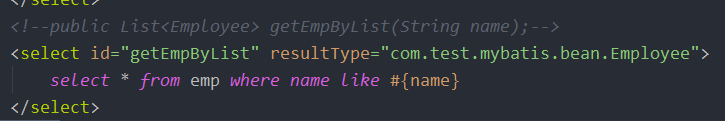 </select>
<!--public List<Employee> getEmpByList(String name);-->
<select id="getEmpByList" resultType="com.test.mybatis.bean.Employee">
select * from emp where name like #{name}
</select>